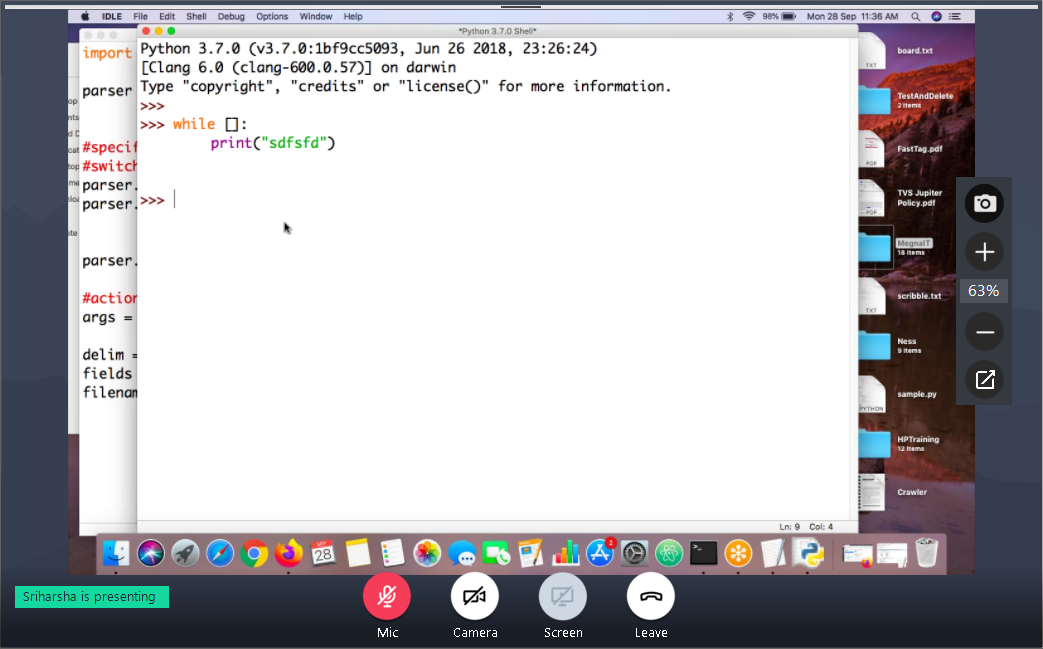 IDLE File Edit Shell Debug Options Window Help 98% Mon 28 Sep 11:36 AM
*Python 3.7.0 Shell*
Python 3.7.0 (v3.7.0:1bf9cc5093, Jun 26 2018, 23:26:24)
[Clang 6.0 (clang-600.0.57)] on darwin
Type "copyright", "credits" or "license()" for more information.
>>>
>>> while []:
print("sdfsfd")
>>>
Ln: 9 Col: 4
import
parser
#specif
#switch
parser.
parser.
parser.
#action
args =
delim =
fields
filenam
board.txt
TestAndDelete
2 items
FastTag.pdf
TVS Jupiter
Policy.pdf
MegnaIT
18 items
scribble.txt
Ness
9 items
sample.py
HPTraining
12 items
Crawler
TXT
PDF
PDF
TXT
PYTHON
63%
SEP
28
2
Sriharsha is presenting
Mic
Camera
Screen
Leave